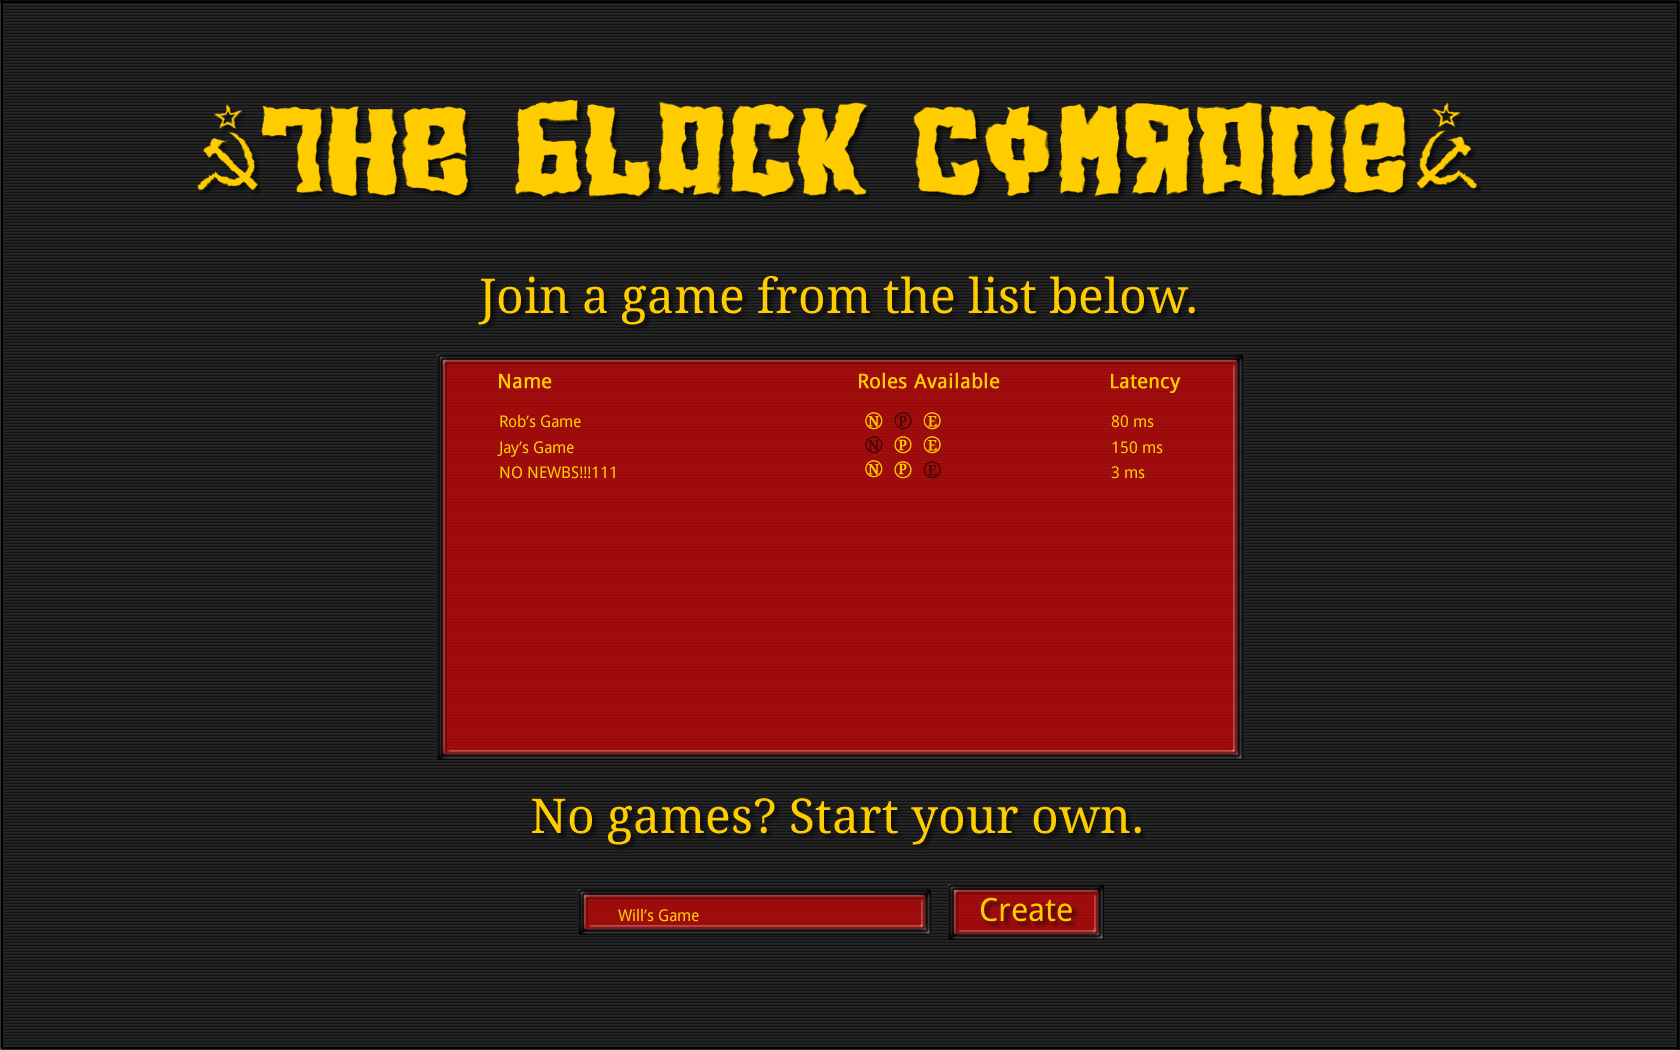 THE BLACK COMRADE
Join a game from the list below.
Name Roles Available Latency
Rob's Game Ⓝ Ⓟ Ⓔ 80 ms
Jay's Game Ⓝ Ⓟ Ⓔ 150 ms
NO NEWBS!!!111 Ⓝ Ⓟ Ⓔ 3 ms
No games? Start your own.
Will's Game Create